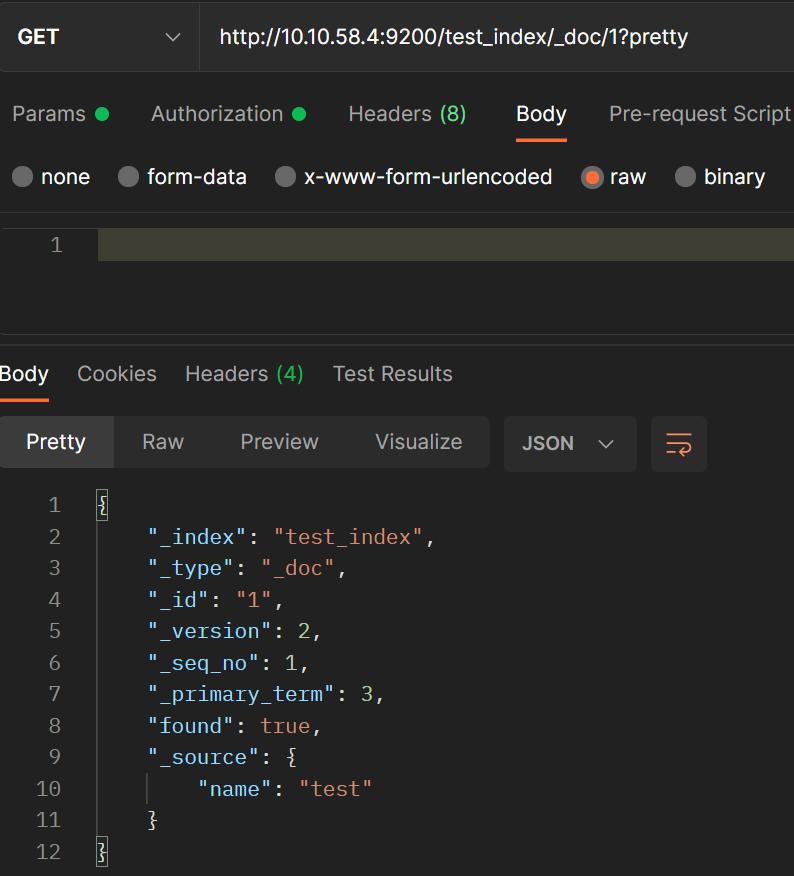 GET http://10.10.58.4:9200/test_index/_doc/1?pretty
Params Authorization Headers (8) Body Pre-request Script
none form-data x-www-form-urlencoded raw binary
1
Body Cookies Headers (4) Test Results
Pretty Raw Preview Visualize JSON
1 {
2 "_index": "test_index",
3 "_type": "_doc",
4 "_id": "1",
5 "_version": 2,
6 "_seq_no": 1,
7 "_primary_term": 3,
8 "found": true,
9 "_source": {
10 "name": "test"
11 }
12 }